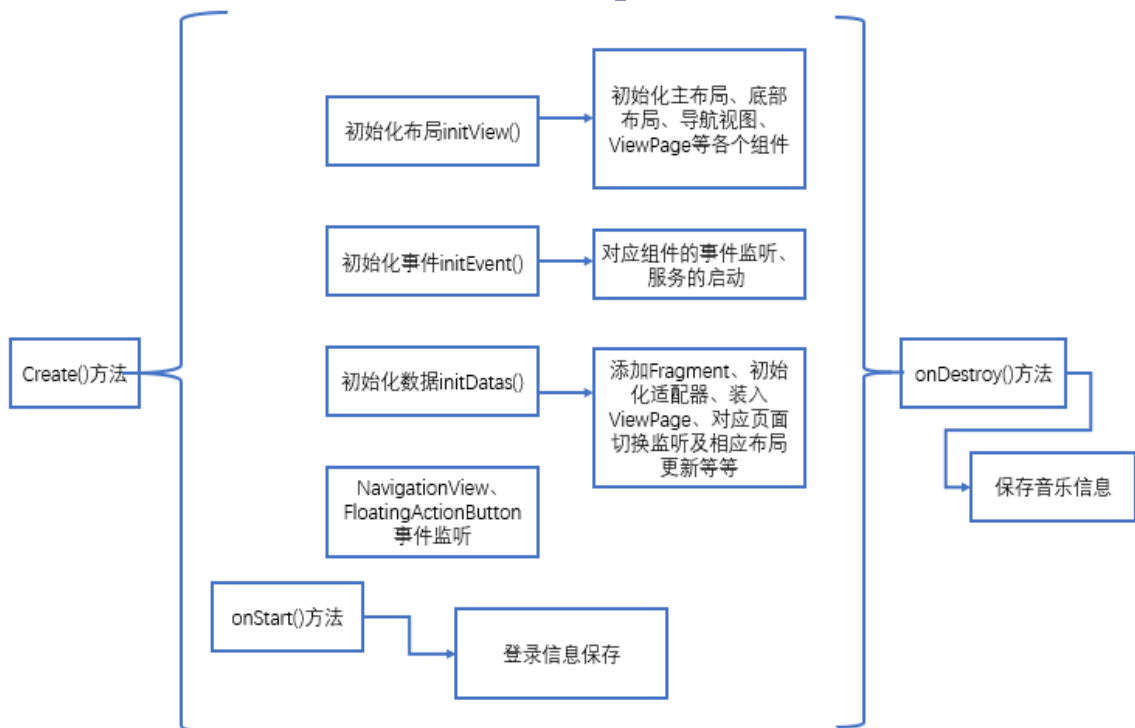 Create()方法
初始化布局initView()
初始化主布局、底部
布局、导航视图、
ViewPage等各个组件
初始化事件initEvent()
对应组件的事件监听、
服务的启动
初始化数据initDatas()
添加Fragment、初始
化适配器、装入
ViewPage、对应页面
切换监听及相应布局
更新等等
NavigationView、
FloatingActionButton
事件监听
onStart()方法
登录信息保存
onDestroy()方法
保存音乐信息